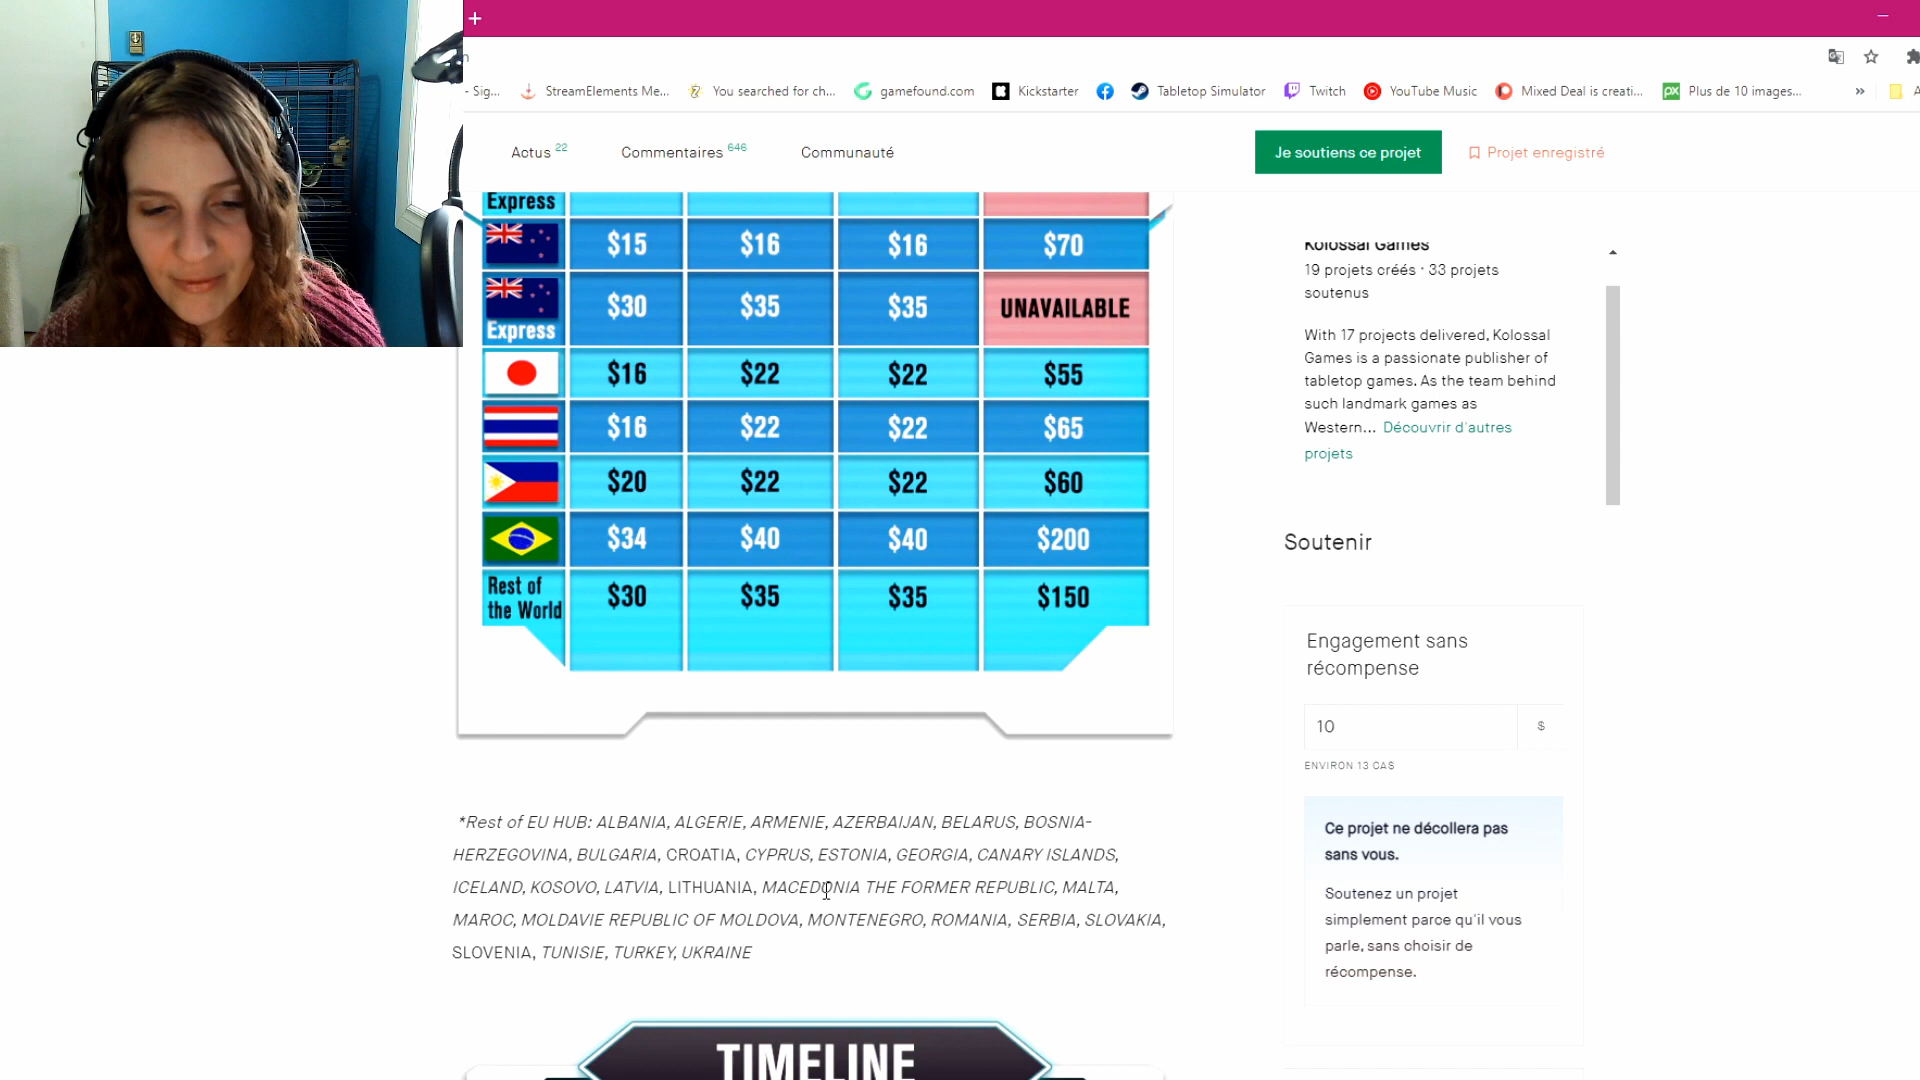 - Sig...
StreamElements Me...
You searched for ch...
gamefound.com
Kickstarter
Tabletop Simulator
Twitch
YouTube Music
Mixed Deal is creati...
Plus de 10 images...
»
Actus 22
Commentaires 646
Communauté
Je soutiens ce projet
Projet enregistré
Express
$15 $16 $16 $70
Express $30 $35 $35 UNAVAILABLE
$16 $22 $22 $55
$16 $22 $22 $65
$20 $22 $22 $60
$34 $40 $40 $200
Rest of
the World $30 $35 $35 $150
*Rest of EU HUB: ALBANIA, ALGERIE, ARMENIE, AZERBAIJAN, BELARUS, BOSNIA-
HERZEGOVINA, BULGARIA, CROATIA, CYPRUS, ESTONIA, GEORGIA, CANARY ISLANDS,
ICELAND, KOSOVO, LATVIA, LITHUANIA, MACEDONIA THE FORMER REPUBLIC, MALTA,
MAROC, MOLDAVIE REPUBLIC OF MOLDOVA, MONTENEGRO, ROMANIA, SERBIA, SLOVAKIA,
SLOVENIA, TUNISIE, TURKEY, UKRAINE
TIMELINE
Kolossal Games
19 projets créés · 33 projets
soutenus
With 17 projects delivered, Kolossal
Games is a passionate publisher of
tabletop games. As the team behind
such landmark games as
Western... Découvrir d'autres
projets
Soutenir
Engagement sans
récompense
10 $
ENVIRON 13 CA$
Ce projet ne décollera pas
sans vous.
Soutenez un projet
simplement parce qu'il vous
parle, sans choisir de
récompense.